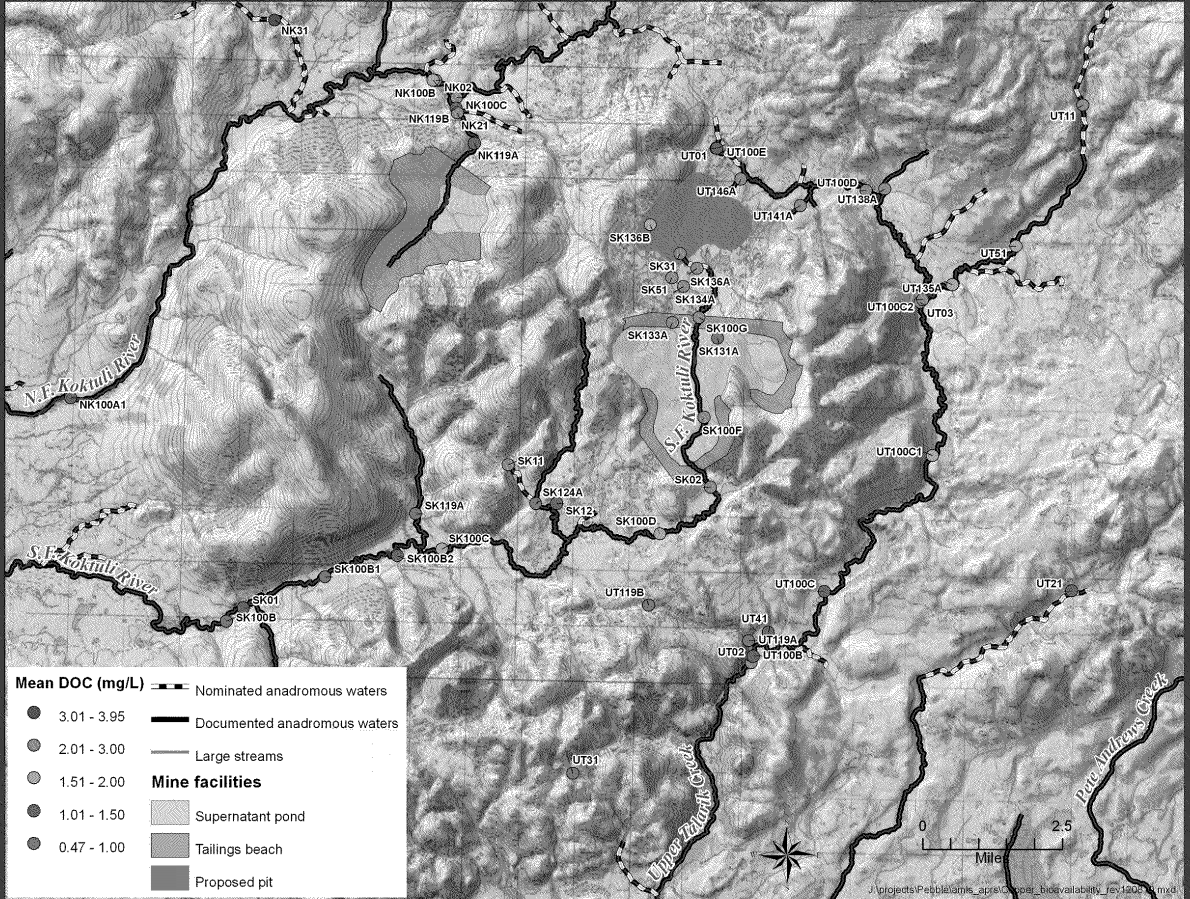 NK31
NK02
NK100B
NK100C
NK119B
NK21
NK119A
UT11
UT01
UT100E
UT146A
UT100D
UT138A
UT141A
SK136B
UT51
SK31
SK136A
SK51
SK134A
UT135A
UT100C2
UT03
SK133A
SK100G
SK131A
N.F. Koktuli River
NK100A1
S.F. Koktuli River
SK100F
UT100C1
SK11
SK02
SK124A
SK119A
SK12
SK100D
SK100C
SK100B2
S.F. Koktuli River
SK100B1
UT100C
UT21
UT119B
SK01
SK100B
UT41
UT119A
UT02
UT100B
Pete Andrews Creek
UT31
Upper Talarik Creek
Mean DOC (mg/L)
3.01 - 3.95
2.01 - 3.00
1.51 - 2.00
1.01 - 1.50
0.47 - 1.00
Nominated anadromous waters
Documented anadromous waters
Large streams
Mine facilities
Supernatant pond
Tailings beach
Proposed pit
0 2.5
Miles